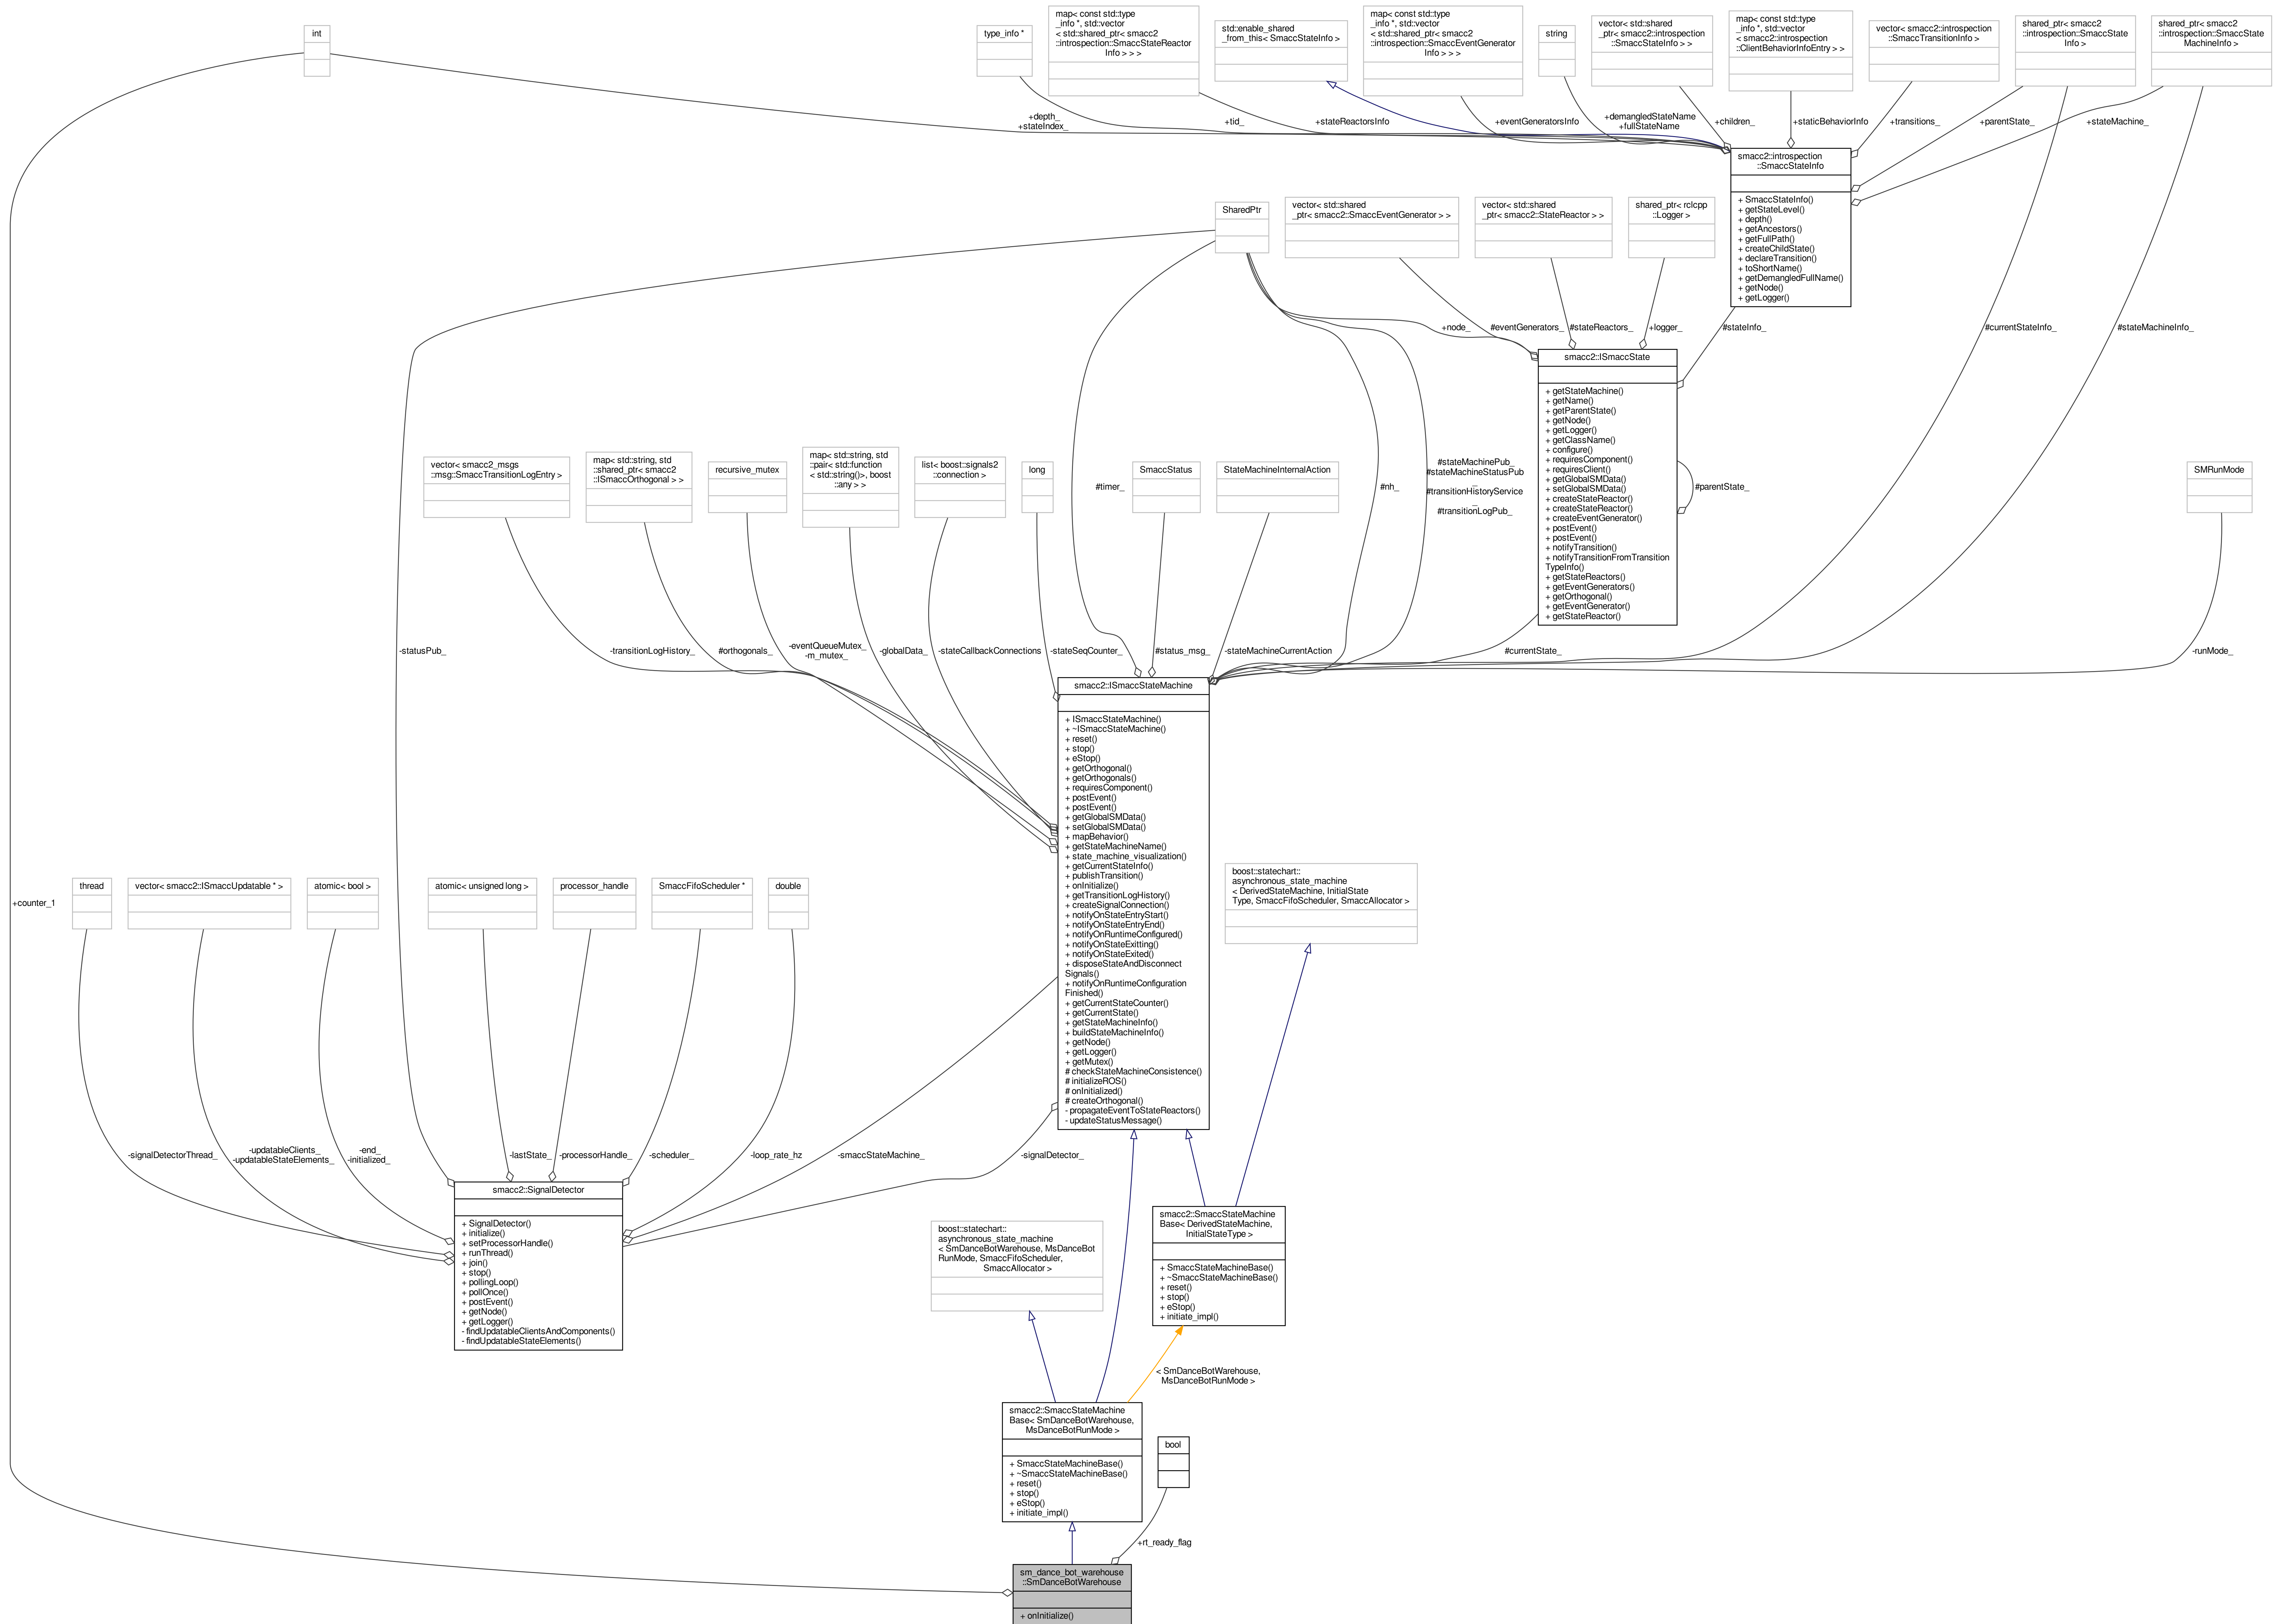 int
type_info *
map< const std::type
_info *, std::vector
< std::shared_ptr< smacc2
::introspection::SmaccStateReactor
Info > > >
std::enable_shared
_from_this< SmaccStateInfo >
map< const std::type
_info *, std::vector
< std::shared_ptr< smacc2
::introspection::SmaccEventGenerator
Info > > >
string
vector< std::shared
_ptr< smacc2::introspection
::SmaccStateInfo > >
map< const std::type
_info *, std::vector
< smacc2::introspection
::ClientBehaviorInfoEntry > >
vector< smacc2::introspection
::SmaccTransitionInfo >
shared_ptr< smacc2
::introspection::SmaccState
Info >
shared_ptr< smacc2
::introspection::SmaccState
MachineInfo >
+depth_
+stateIndex_
+tid_
+stateReactorsInfo
+eventGeneratorsInfo
+demangledStateName
+fullStateName
+children_
+staticBehaviorInfo
+transitions_
+parentState_
+stateMachine_
smacc2::introspection
::SmaccStateInfo
+ SmaccStateInfo()
+ getStateLevel()
+ depth()
+ getAncestors()
+ getFullPath()
+ createChildState()
+ declareTransition()
+ toShortName()
+ getDemangledFullName()
+ getNode()
+ getLogger()
SharedPtr
vector< std::shared
_ptr< smacc2::SmaccEventGenerator > >
vector< std::shared
_ptr< smacc2::StateReactor > >
shared_ptr< rclcpp
::Logger >
+node_
#eventGenerators_
#stateReactors_
+logger_
#stateInfo_
#currentStateInfo_
#stateMachineInfo_
smacc2::ISmaccState
+ getStateMachine()
+ getName()
+ getParentState()
+ getNode()
+ getLogger()
+ getClassName()
+ configure()
+ requiresComponent()
+ requiresClient()
+ getGlobalSMData()
+ setGlobalSMData()
+ createStateReactor()
+ createStateReactor()
+ createEventGenerator()
+ postEvent()
+ postEvent()
+ notifyTransition()
+ notifyTransitionFromTransition
TypeInfo()
+ getStateReactors()
+ getEventGenerators()
+ getOrthogonal()
+ getEventGenerator()
+ getStateReactor()
#parentState_
vector< smacc2_msgs
::msg::SmaccTransitionLogEntry >
map< std::string, std
::shared_ptr< smacc2
::ISmaccOrthogonal > >
recursive_mutex
map< std::string, std
::pair< std::function
< std::string()>, boost
::any > >
list< boost::signals2
::connection >
long
SmaccStatus
StateMachineInternalAction
SMRunMode
#timer_
#nh_
#stateMachinePub_
#stateMachineStatusPub
_
#transitionHistoryService
_
#transitionLogPub_
-statusPub_
-transitionLogHistory_
#orthogonals_
-eventQueueMutex_
-m_mutex_
-globalData_
-stateCallbackConnections
-stateSeqCounter_
#status_msg_
-stateMachineCurrentAction
#currentState_
-runMode_
smacc2::ISmaccStateMachine
+ ISmaccStateMachine()
+ ~ISmaccStateMachine()
+ reset()
+ stop()
+ eStop()
+ getOrthogonal()
+ getOrthogonals()
+ requiresComponent()
+ postEvent()
+ postEvent()
+ getGlobalSMData()
+ setGlobalSMData()
+ mapBehavior()
+ getStateMachineName()
+ state_machine_visualization()
+ getCurrentStateInfo()
+ publishTransition()
+ onInitialize()
+ getTransitionLogHistory()
+ createSignalConnection()
+ notifyOnStateEntryStart()
+ notifyOnStateEntryEnd()
+ notifyOnRuntimeConfigured()
+ notifyOnStateExitting()
+ notifyOnStateExited()
+ disposeStateAndDisconnect
Signals()
+ notifyOnRuntimeConfiguration
Finished()
+ getCurrentStateCounter()
+ getCurrentState()
+ getStateMachineInfo()
+ buildStateMachineInfo()
+ getNode()
+ getLogger()
+ getMutex()
# checkStateMachineConsistence()
# initializeROS()
# onInitialized()
# createOrthogonal()
- propagateEventToStateReactors()
- updateStatusMessage()
+counter_1
thread
vector< smacc2::ISmaccUpdatable * >
atomic< bool >
atomic< unsigned long >
processor_handle
SmaccFifoScheduler *
double
boost::statechart::
asynchronous_state_machine
< DerivedStateMachine, InitialState
Type, SmaccFifoScheduler, SmaccAllocator >
-signalDetectorThread_
-updatableClients_
-updatableStateElements_
-end_
-initialized_
-lastState_
-processorHandle_
-scheduler_
-loop_rate_hz
-smaccStateMachine_
-signalDetector_
smacc2::SignalDetector
+ SignalDetector()
+ initialize()
+ setProcessorHandle()
+ runThread()
+ join()
+ stop()
+ pollingLoop()
+ pollOnce()
+ postEvent()
+ getNode()
+ getLogger()
- findUpdatableClientsAndComponents()
- findUpdatableStateElements()
boost::statechart::
asynchronous_state_machine
< SmDanceBotWarehouse, MsDanceBot
RunMode, SmaccFifoScheduler,
SmaccAllocator >
smacc2::SmaccStateMachine
Base< DerivedStateMachine,
InitialStateType >
+ SmaccStateMachineBase()
+ ~SmaccStateMachineBase()
+ reset()
+ stop()
+ eStop()
+ initiate_impl()
< SmDanceBotWarehouse,
MsDanceBotRunMode >
smacc2::SmaccStateMachine
Base< SmDanceBotWarehouse,
MsDanceBotRunMode >
+ SmaccStateMachineBase()
+ ~SmaccStateMachineBase()
+ reset()
+ stop()
+ eStop()
+ initiate_impl()
bool
+rt_ready_flag
sm_dance_bot_warehouse
::SmDanceBotWarehouse
+ onInitialize()